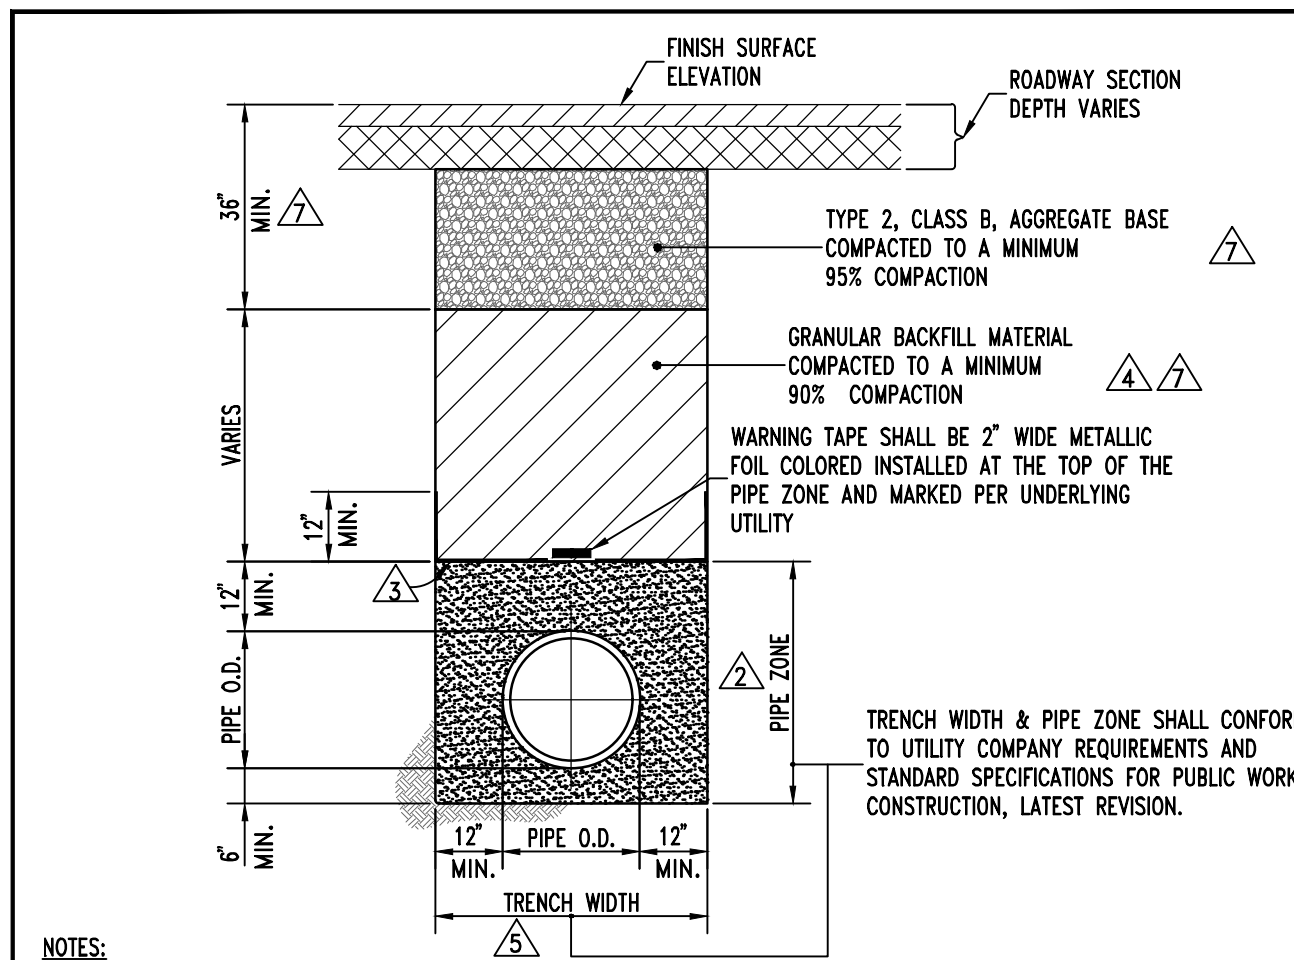 FINISH SURFACE
ELEVATION
ROADWAY SECTION
DEPTH VARIES
36"
MIN.
7
TYPE 2, CLASS B, AGGREGATE BASE
COMPACTED TO A MINIMUM
95% COMPACTION
7
GRANULAR BACKFILL MATERIAL
COMPACTED TO A MINIMUM
90% COMPACTION
4
7
VARIES
WARNING TAPE SHALL BE 2" WIDE METALLIC
FOIL COLORED INSTALLED AT THE TOP OF THE
PIPE ZONE AND MARKED PER UNDERLYING
UTILITY
12"
MIN.
3
12"
MIN.
PIPE O.D.
2
PIPE ZONE
TRENCH WIDTH & PIPE ZONE SHALL CONFOR
TO UTILITY COMPANY REQUIREMENTS AND
STANDARD SPECIFICATIONS FOR PUBLIC WORK
CONSTRUCTION, LATEST REVISION.
6"
MIN.
12"
MIN.
PIPE O.D.
12"
MIN.
TRENCH WIDTH
5
NOTES: